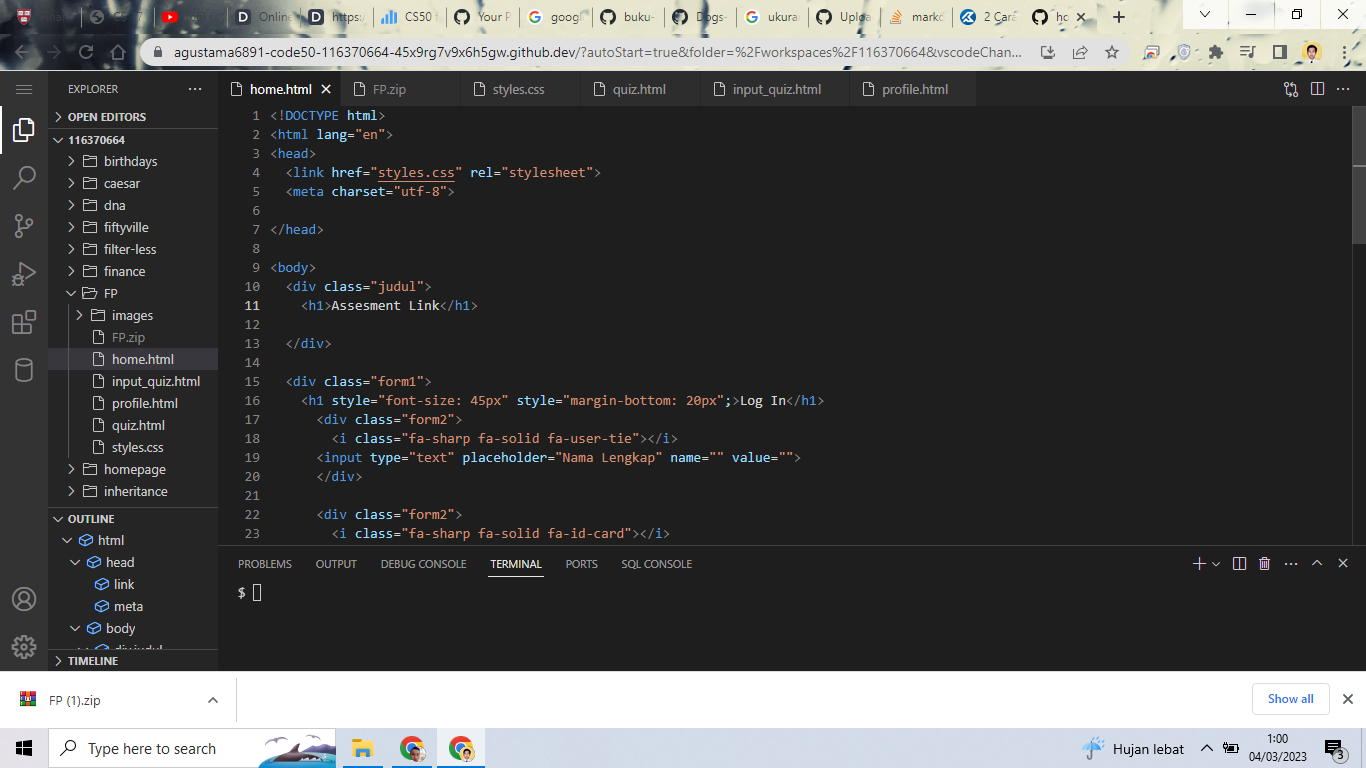 Online
https:
CS50 f
Your P
googl
buku-
Dogs-
ukura
Uploa
markd
2 Cara
ho
agustama6891-code50-116370664-45x9rg7v9x6h5gw.github.dev/?autoStart=true&folder=%2Fworkspaces%2F116370664&vscodeChan...
EXPLORER
OPEN EDITORS
116370664
birthdays
caesar
dna
fiftyville
filter-less
finance
FP
images
FP.zip
home.html
input_quiz.html
profile.html
quiz.html
styles.css
homepage
inheritance
OUTLINE
html
head
link
meta
body
div.judul
TIMELINE
home.html
FP.zip
styles.css
quiz.html
input_quiz.html
profile.html
1 <!DOCTYPE html>
2 <html lang="en">
3 <head>
4 <link href="styles.css" rel="stylesheet">
5 <meta charset="utf-8">
6
7 </head>
8
9 <body>
10 <div class="judul">
11 <h1>Assesment Link</h1>
12
13 </div>
14
15 <div class="form1">
16 <h1 style="font-size: 45px" style="margin-bottom: 20px";>Log In</h1>
17 <div class="form2">
18 <i class="fa-sharp fa-solid fa-user-tie"></i>
19 <input type="text" placeholder="Nama Lengkap" name="" value="">
20 </div>
21
22 <div class="form2">
23 <i class="fa-sharp fa-solid fa-id-card"></i>
PROBLEMS
OUTPUT
DEBUG CONSOLE
TERMINAL
PORTS
SQL CONSOLE
$
FP (1).zip
Show all
Type here to search
Hujan lebat
1:00
04/03/2023
3